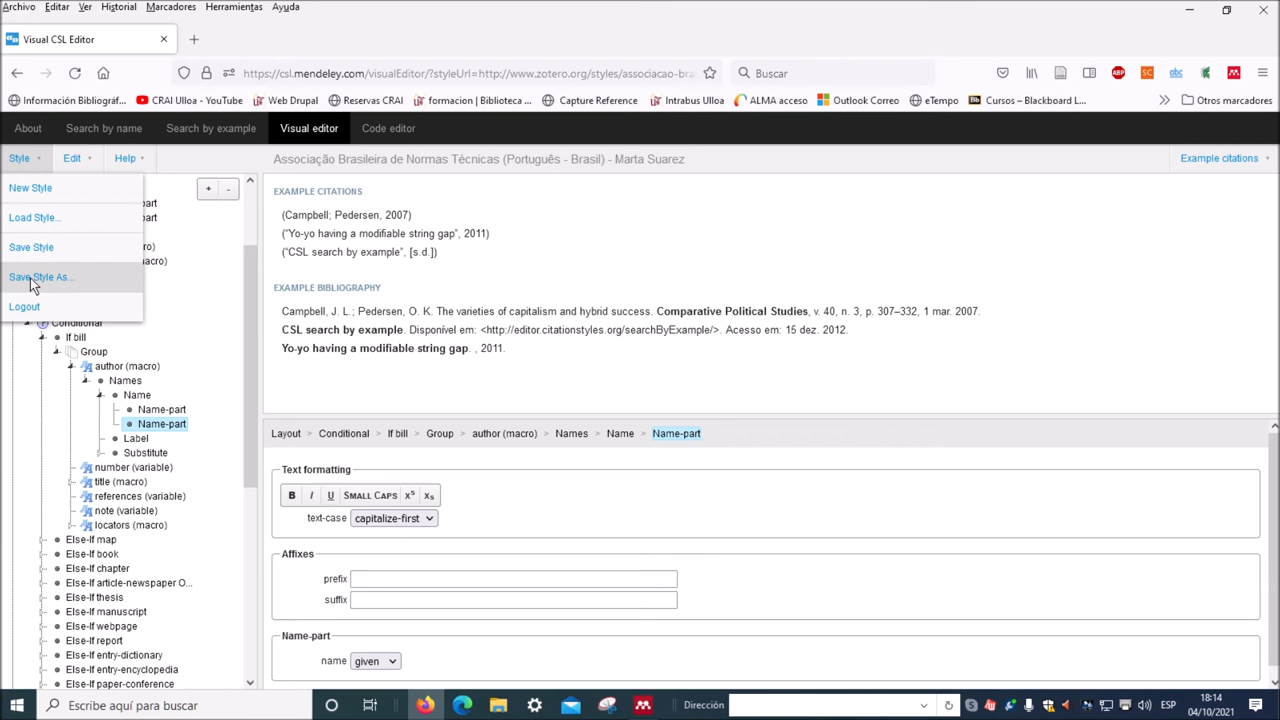 Archivo Editar Ver Historial Marcadores Herramientas Ayuda
Visual CSL Editor
https://csl.mendeley.com/visualEditor/?styleUrl=http://www.zotero.org/styles/associacao-bra
Buscar
Información Bibliográf... CRAI Ulloa - YouTube Web Drupal Reservas CRAI formacion | Biblioteca ... Capture Reference Intrabus Ulloa ALMA acceso Outlook Correo eTempo Cursos – Blackboard L... Otros marcadores
About Search by name Search by example Visual editor Code editor
Style Edit Help Associação Brasileira de Normas Técnicas (Português - Brasil) - Marta Suarez Example citations
New Style
Load Style...
Save Style
Save Style As...
Logout
+ -
part
part
o)
acro)
Conditional
If bill
Group
author (macro)
Names
Name
Name-part
Name-part
Label
Substitute
number (variable)
title (macro)
references (variable)
note (variable)
locators (macro)
Else-If map
Else-If book
Else-If chapter
Else-If article-newspaper O...
Else-If thesis
Else-If manuscript
Else-If webpage
Else-If report
Else-If entry-dictionary
Else-If entry-encyclopedia
Else-If paper-conference
EXAMPLE CITATIONS
(Campbell; Pedersen, 2007)
(“Yo-yo having a modifiable string gap”, 2011)
(“CSL search by example”, [s.d.])
EXAMPLE BIBLIOGRAPHY
Campbell, J. L.; Pedersen, O. K. The varieties of capitalism and hybrid success. Comparative Political Studies, v. 40, n. 3, p. 307–332, 1 mar. 2007.
CSL search by example. Disponível em: <http://editor.citationstyles.org/searchByExample/>. Acesso em: 15 dez. 2012.
Yo-yo having a modifiable string gap. , 2011.
Layout > Conditional > If bill > Group > author (macro) > Names > Name > Name-part
Text formatting
B I U SMALL CAPS x^s x_s
text-case capitalize-first
Affixes
prefix
suffix
Name-part
name given
Escribe aquí para buscar
Dirección
ESP
18:14
04/10/2021